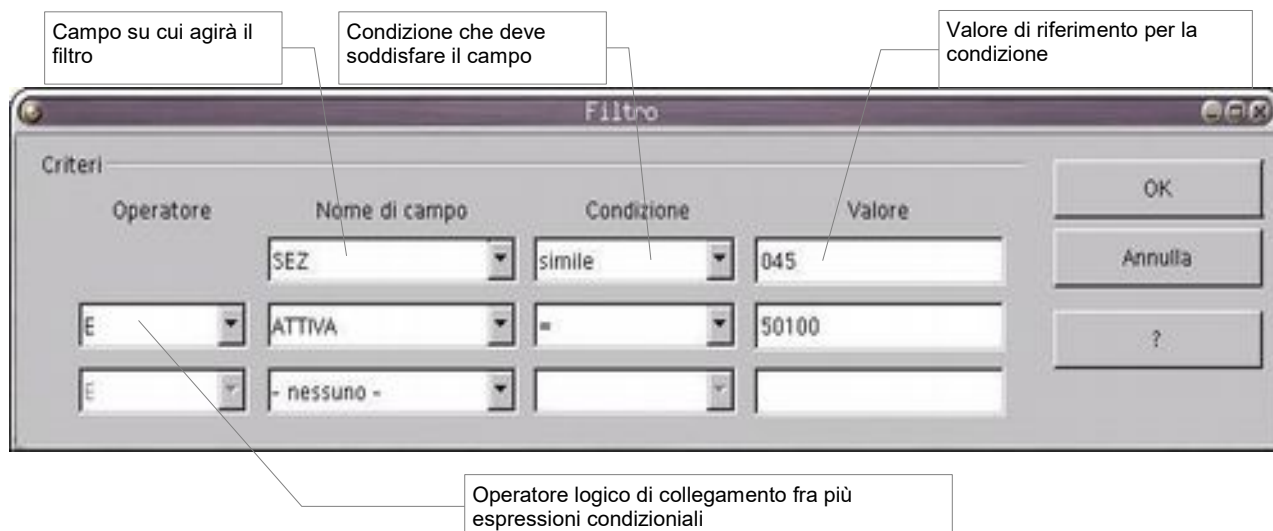 Campo su cui agirà il
filtro
Condizione che deve
soddisfare il campo
Valore di riferimento per la
condizione
Filtro
Criteri
Operatore
Nome di campo
Condizione
Valore
OK
SEZ
simile
045
Annulla
E
ATTIVA
=
50100
?
E
- nessuno -
Operatore logico di collegamento fra più
espressioni condizioniali